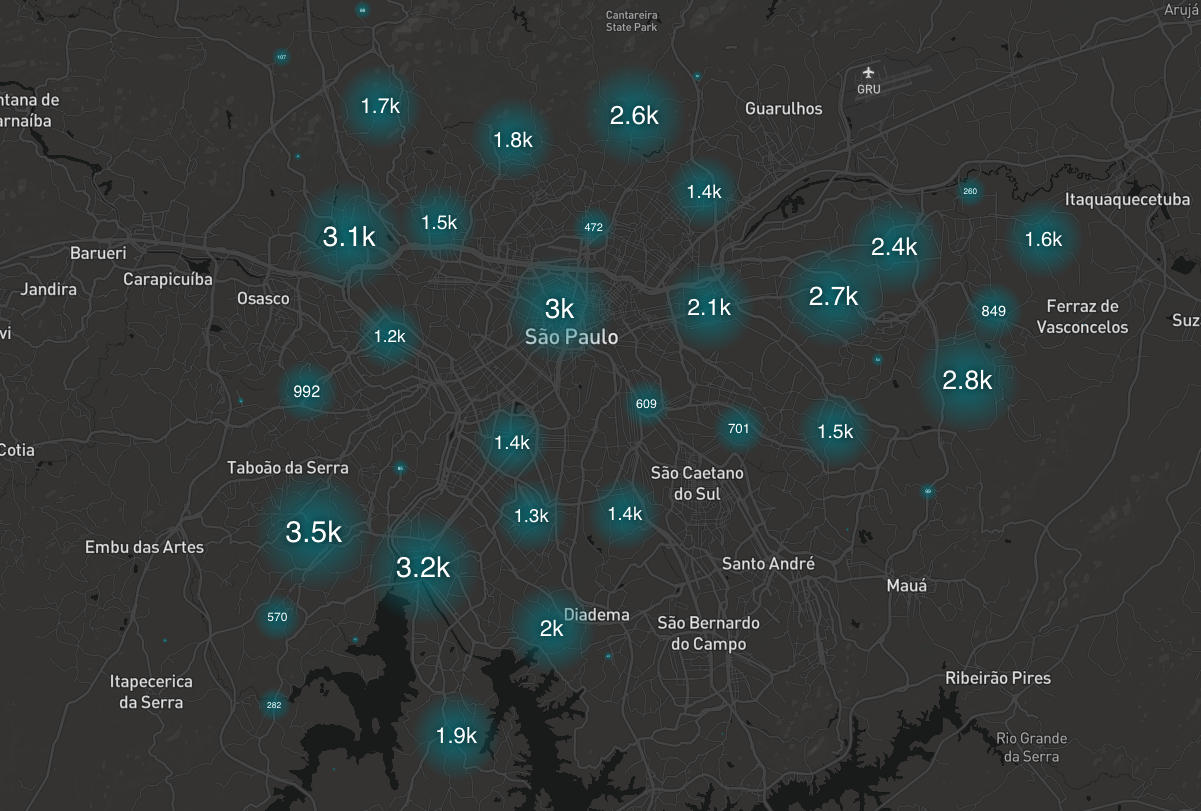 Cantareira
State Park
Arujá
107
GRU
ntana de
arnaíba
1.7k
1.8k
2.6k
Guarulhos
1.4k
260
Itaquaquecetuba
3.1k
1.5k
472
2.4k
1.6k
Barueri
Carapicuíba
Jandira
Osasco
3k
São Paulo
2.1k
2.7k
849
Ferraz de
Vasconcelos
Suz
vi
1.2k
992
609
2.8k
701
1.5k
1.4k
Cotia
Taboão da Serra
São Caetano
do Sul
3.5k
1.3k
1.4k
Embu das Artes
3.2k
Santo André
Mauá
570
2k
Diadema
São Bernardo
do Campo
Itapecerica
da Serra
282
1.9k
Ribeirão Pires
Rio Grande
da Serra